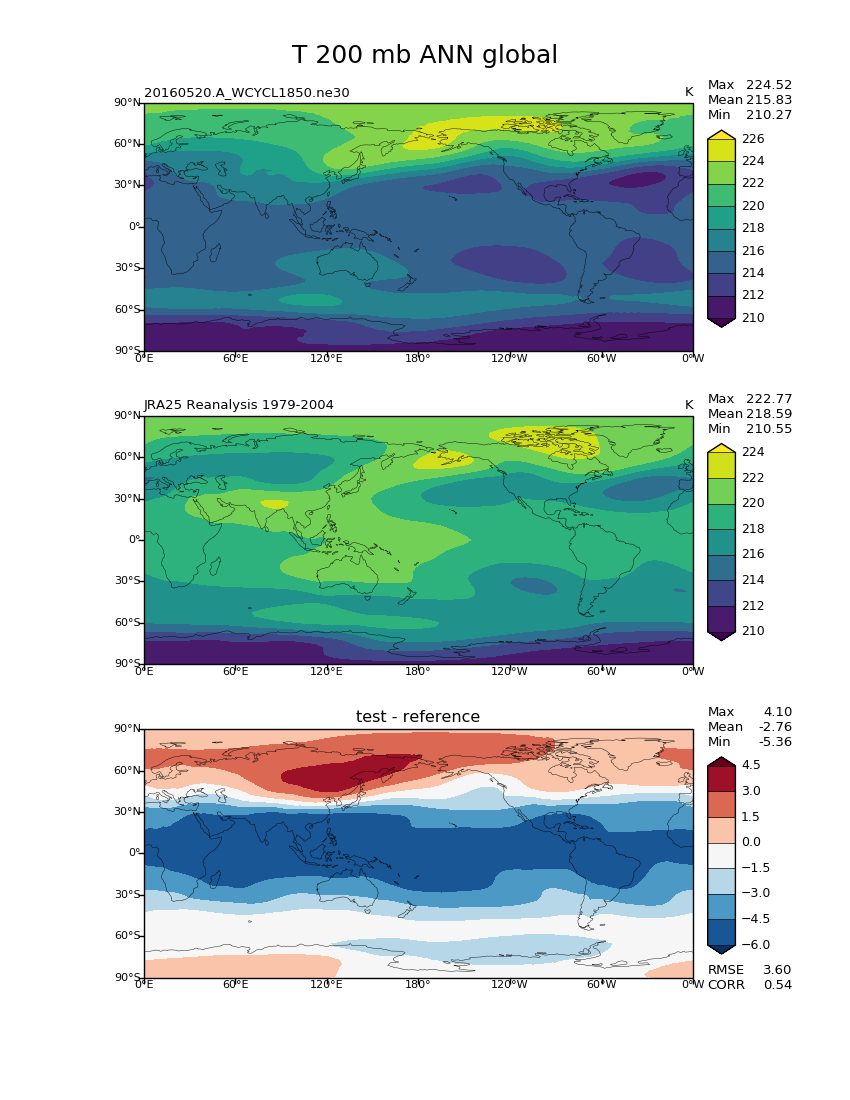 T 200 mb ANN global
20160520.A_WCYCL1850.ne30 K
Max 224.52
Mean 215.83
Min 210.27
90°N
60°N
30°N
0°
30°S
60°S
90°S
0°E 60°E 120°E 180° 120°W 60°W 0°W
226
224
222
220
218
216
214
212
210
JRA25 Reanalysis 1979-2004 K
Max 222.77
Mean 218.59
Min 210.55
90°N
60°N
30°N
0°
30°S
60°S
90°S
0°E 60°E 120°E 180° 120°W 60°W 0°W
224
222
220
218
216
214
212
210
test - reference
Max 4.10
Mean -2.76
Min -5.36
90°N
60°N
30°N
0°
30°S
60°S
90°S
0°E 60°E 120°E 180° 120°W 60°W 0°W
4.5
3.0
1.5
0.0
−1.5
−3.0
−4.5
−6.0
RMSE 3.60
CORR 0.54